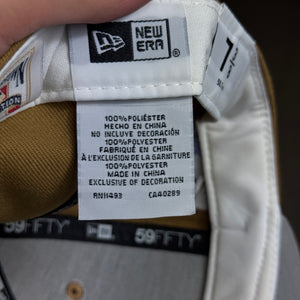 NEW
ERA
100%POLIÉSTER
HECHO EN CHINA
NO INCLUYE DECORACIÓN
100%POLYESTER
FABRIQUÉ EN CHINE
À L'EXCLUSION DE LA GARNITURE
100%POLYESTER
MADE IN CHINA
EXCLUSIVE OF DECORATION
RN11493 CA40289
59FIFTY
59FIFTY